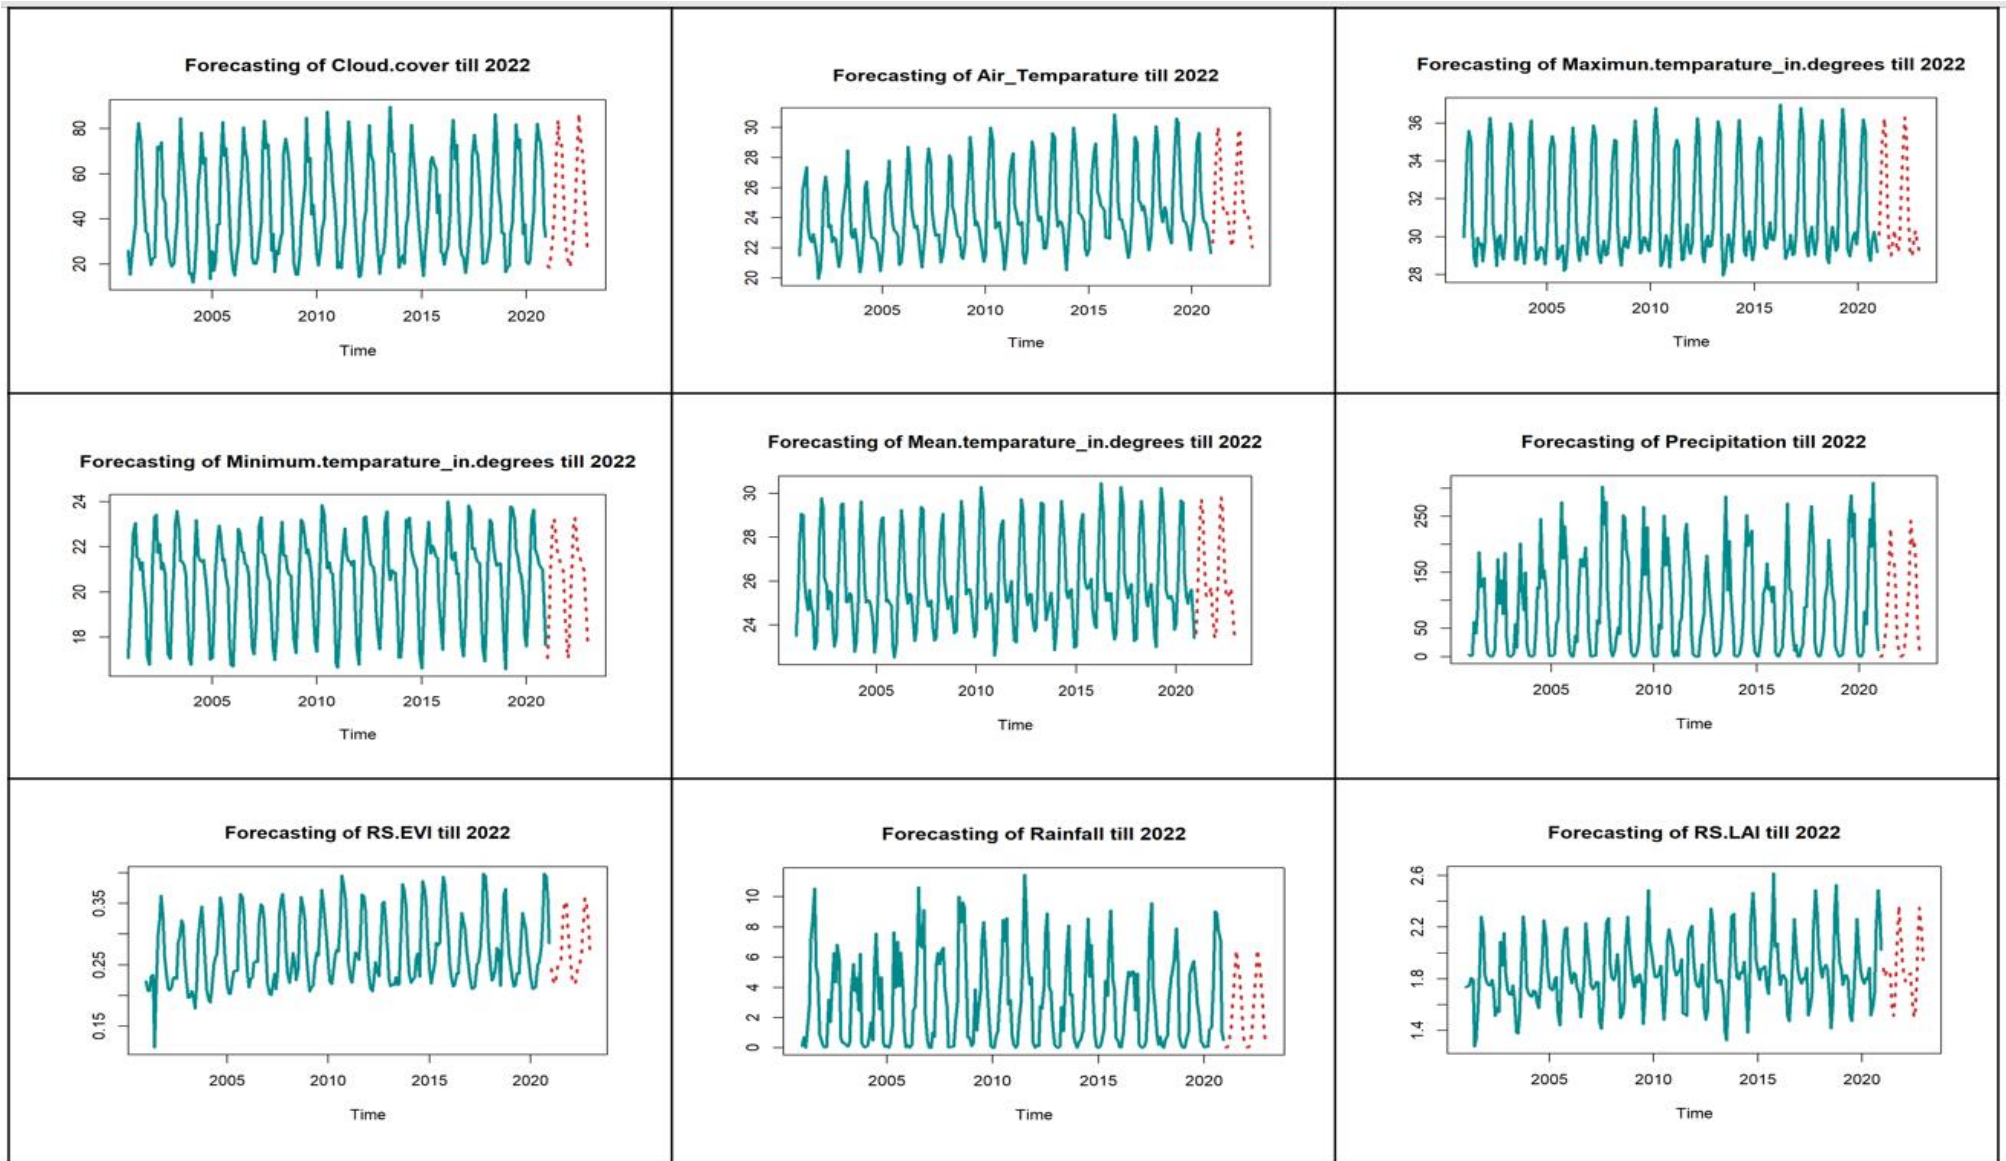 Forecasting of Cloud.cover till 2022
80
60
40
20
2005 2010 2015 2020
Time
Forecasting of Air_Temparature till 2022
30
28
26
24
22
20
2005 2010 2015 2020
Time
Forecasting of Maximun.temparature_in.degrees till 2022
36
34
32
30
28
2005 2010 2015 2020
Time
Forecasting of Minimum.temparature_in.degrees till 2022
24
22
20
18
2005 2010 2015 2020
Time
Forecasting of Mean.temparature_in.degrees till 2022
30
28
26
24
2005 2010 2015 2020
Time
Forecasting of Precipitation till 2022
250
150
50
0
2005 2010 2015 2020
Time
Forecasting of RS.EVI till 2022
0.35
0.25
0.15
2005 2010 2015 2020
Time
Forecasting of Rainfall till 2022
10
8
6
4
2
0
2005 2010 2015 2020
Time
Forecasting of RS.LAI till 2022
2.6
2.2
1.8
1.4
2005 2010 2015 2020
Time